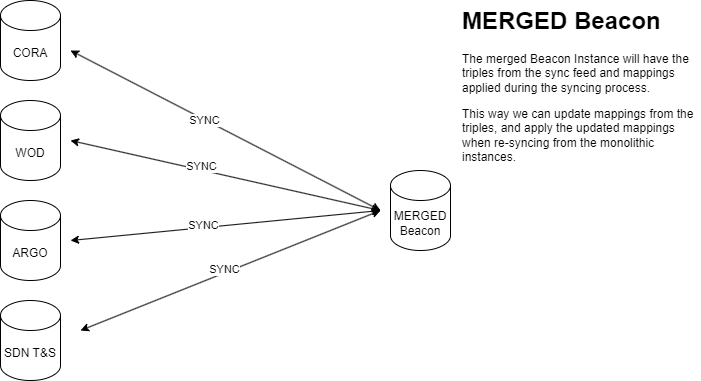 MERGED Beacon
The merged Beacon Instance will have the
triples from the sync feed and mappings
applied during the syncing process.
This way we can update mappings from the
triples, and apply the updated mappings
when re-syncing from the monolithic
instances.
CORA
SYNC
WOD
SYNC
MERGED
Beacon
ARGO
SYNC
SYNC
SDN T&S